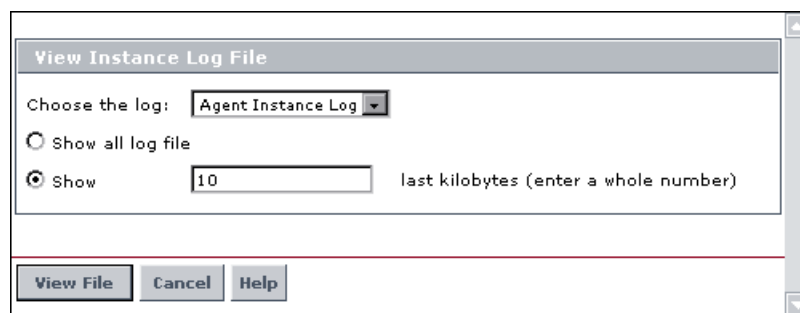 View Instance Log File
Choose the log: Agent Instance Log
Show all log file
Show 10 last kilobytes (enter a whole number)
View File Cancel Help